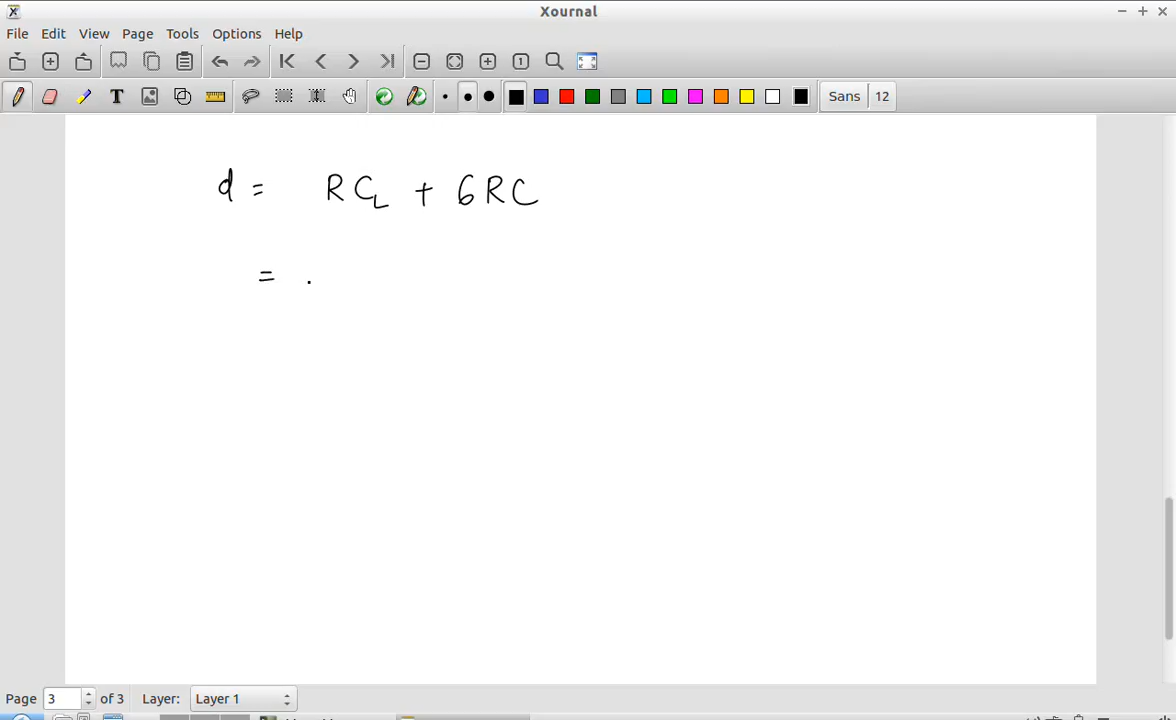 Xournal
File Edit View Page Tools Options Help
Sans 12
d = RC_L + 6RC
= .
Page 3 of 3 Layer: Layer 1